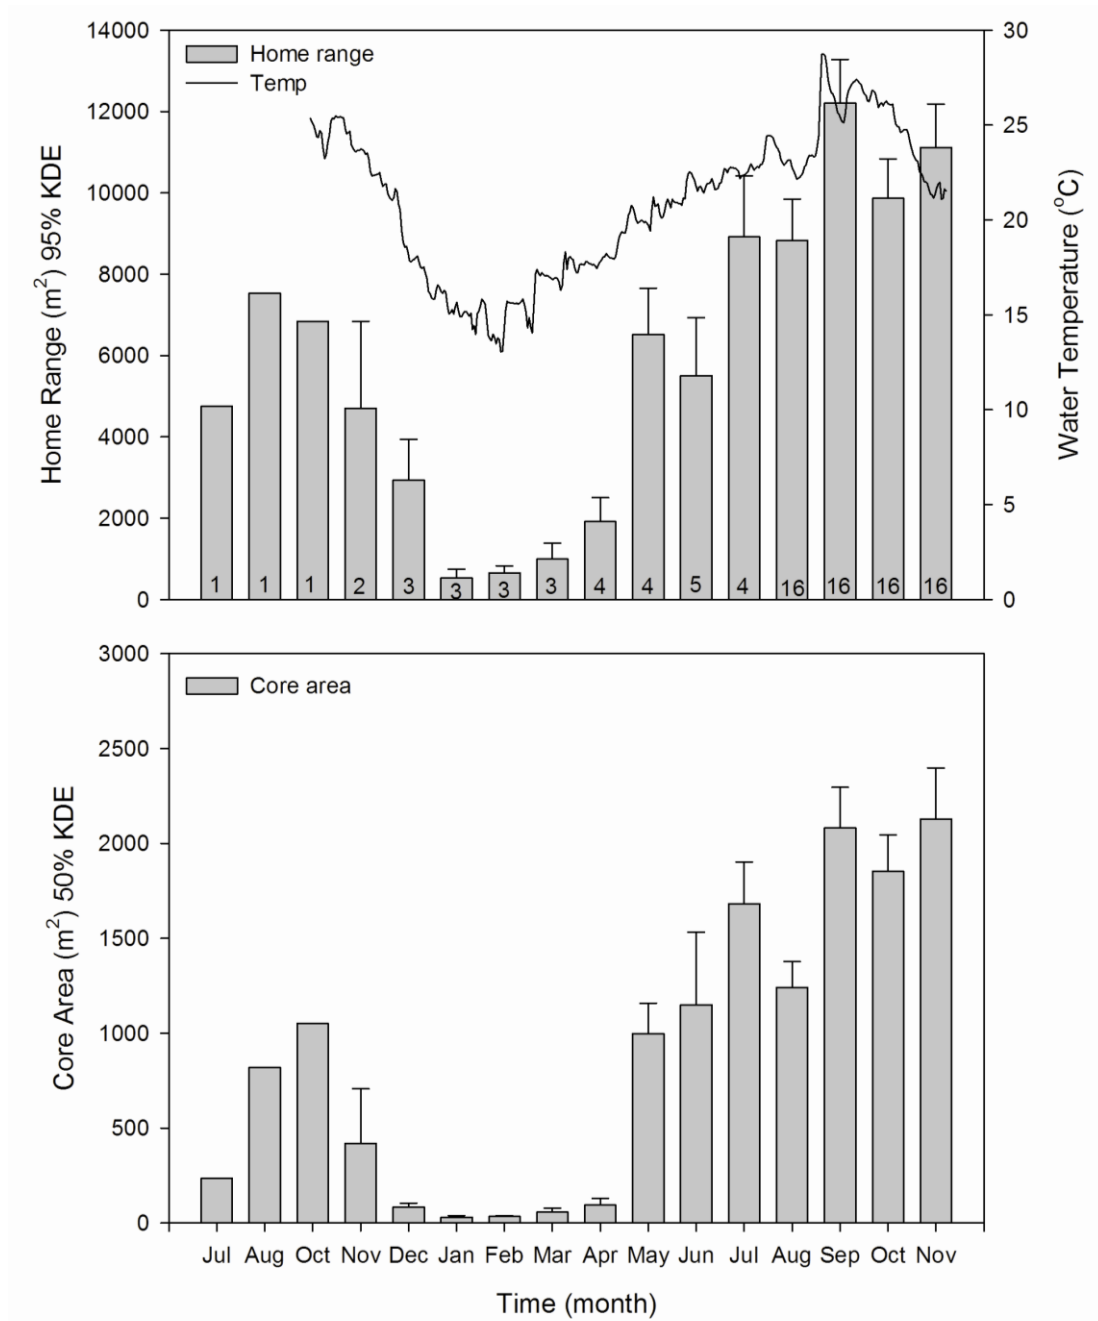 14000
12000
10000
8000
6000
4000
2000
0
Home Range (m²) 95% KDE
Home range
Temp
30
25
20
15
10
5
0
Water Temperature (°C)
1 1 1 2 3 3 3 3 4 4 5 4 16 16 16 16
3000
2500
2000
1500
1000
500
0
Core Area (m²) 50% KDE
Core area
Jul Aug Oct Nov Dec Jan Feb Mar Apr May Jun Jul Aug Sep Oct Nov
Time (month)